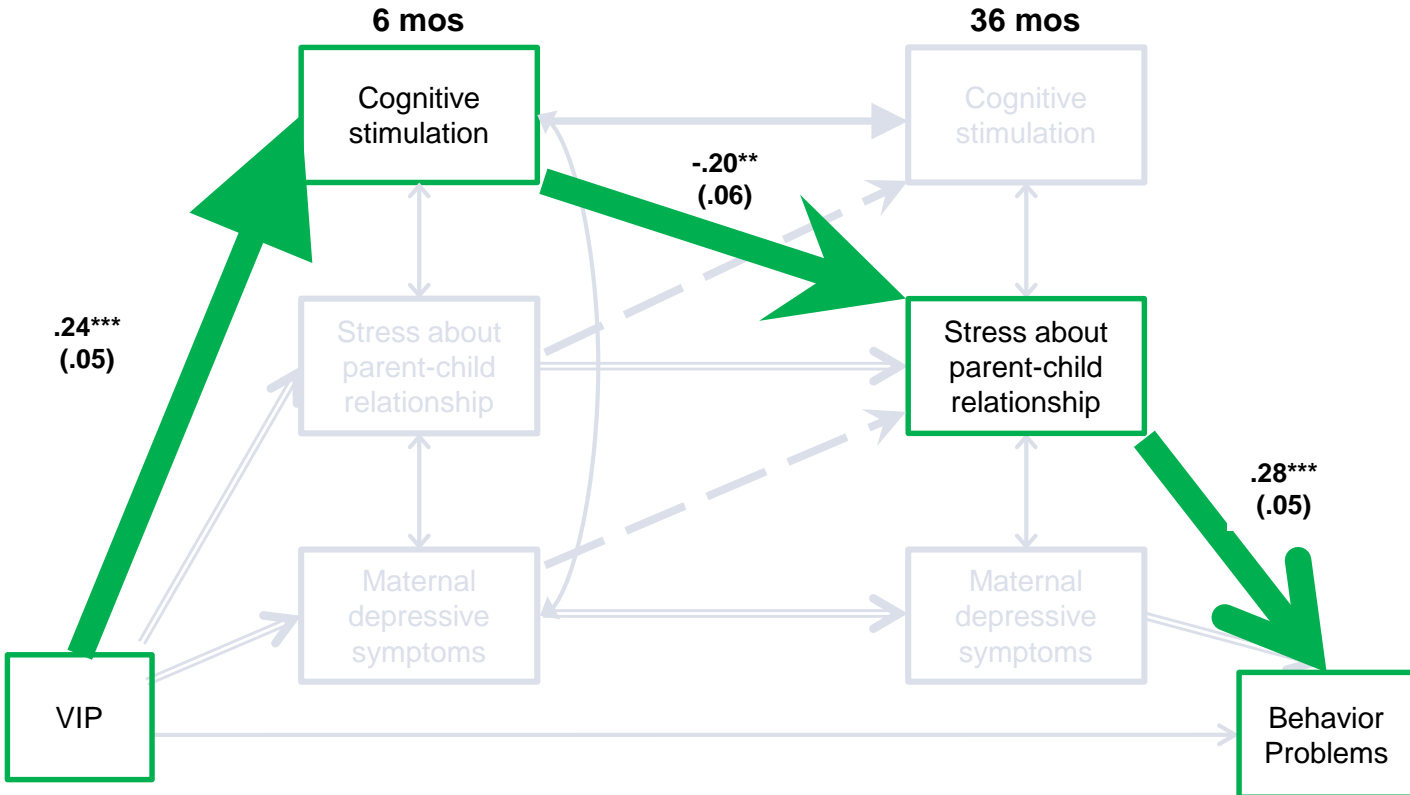 6 mos
36 mos
Cognitive
stimulation
Cognitive
stimulation
-.20**
(.06)
.24***
(.05)
Stress about
parent-child
relationship
Stress about
parent-child
relationship
.28***
(.05)
Maternal
depressive
symptoms
Maternal
depressive
symptoms
VIP
Behavior
Problems